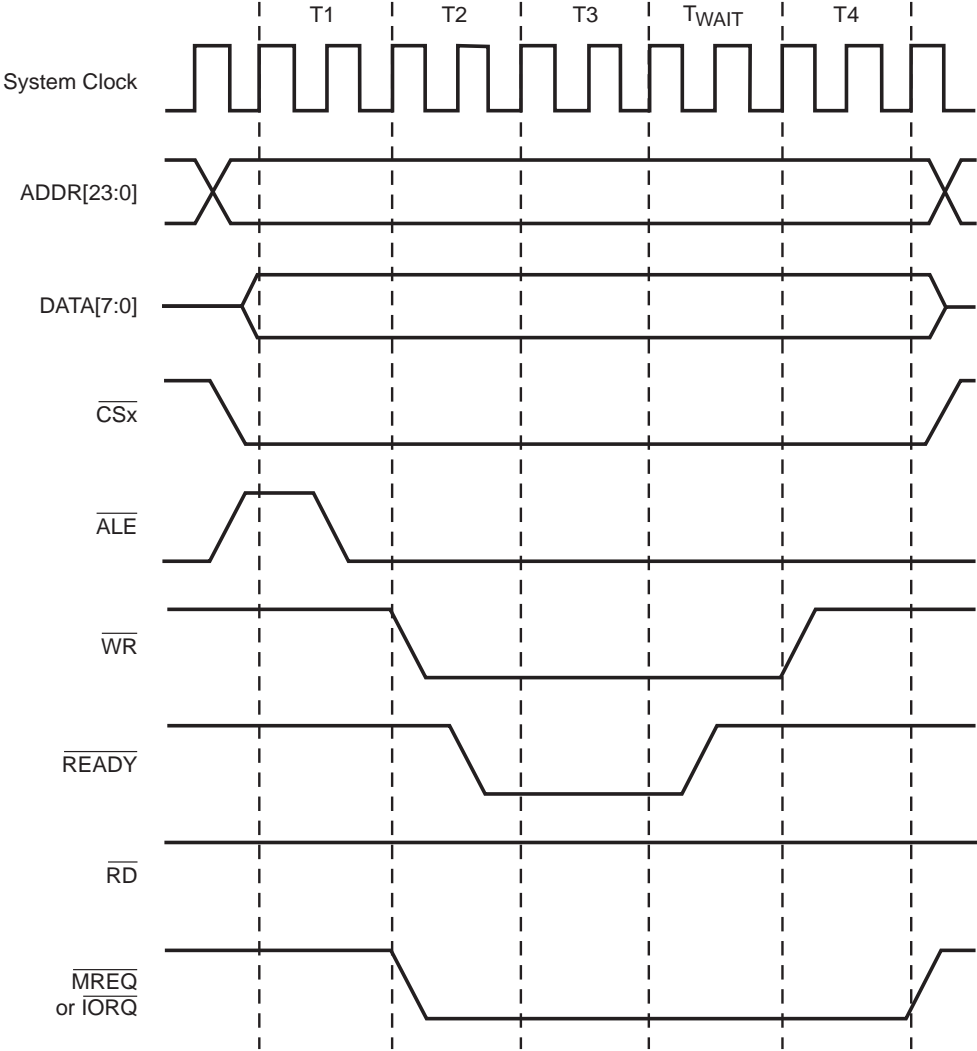 T1 T2 T3 TWAIT T4
System Clock
ADDR[23:0]
DATA[7:0]
CSx
ALE
WR
READY
RD
MREQ
or IORQ